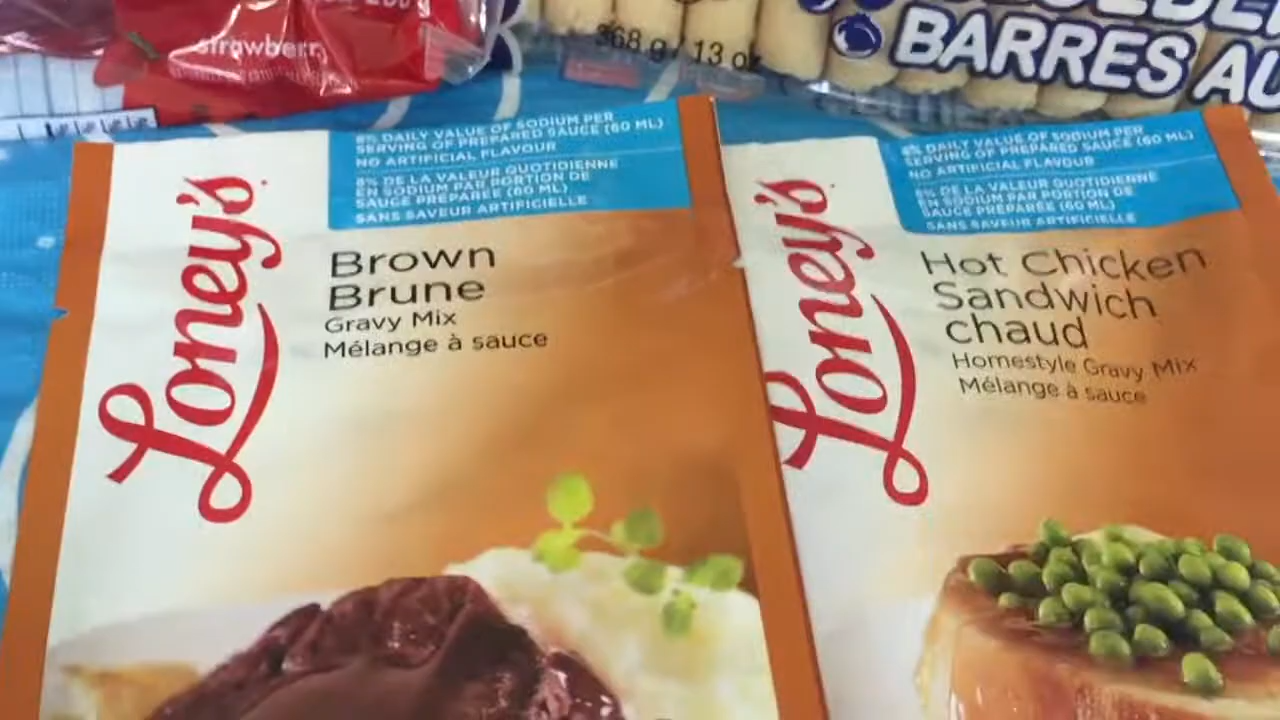 strawberr
368 g / 13 oz
BARRES AU
Loney's
8% DAILY VALUE OF SODIUM PER
SERVING OF PREPARED SAUCE (60 ML)
NO ARTIFICIAL FLAVOUR
8% DE LA VALEUR QUOTIDIENNE
EN SODIUM PAR PORTION DE
SAUCE PRÉPARÉE (60 ML)
SANS SAVEUR ARTIFICIELLE
Brown
Brune
Gravy Mix
Mélange à sauce
Loney's
8% DAILY VALUE OF SODIUM PER
SERVING OF PREPARED SAUCE (60 ML)
NO ARTIFICIAL FLAVOUR
8% DE LA VALEUR QUOTIDIENNE
EN SODIUM PAR PORTION DE
SAUCE PRÉPARÉE (60 ML)
SANS SAVEUR ARTIFICIELLE
Hot Chicken
Sandwich
chaud
Homestyle Gravy Mix
Mélange à sauce